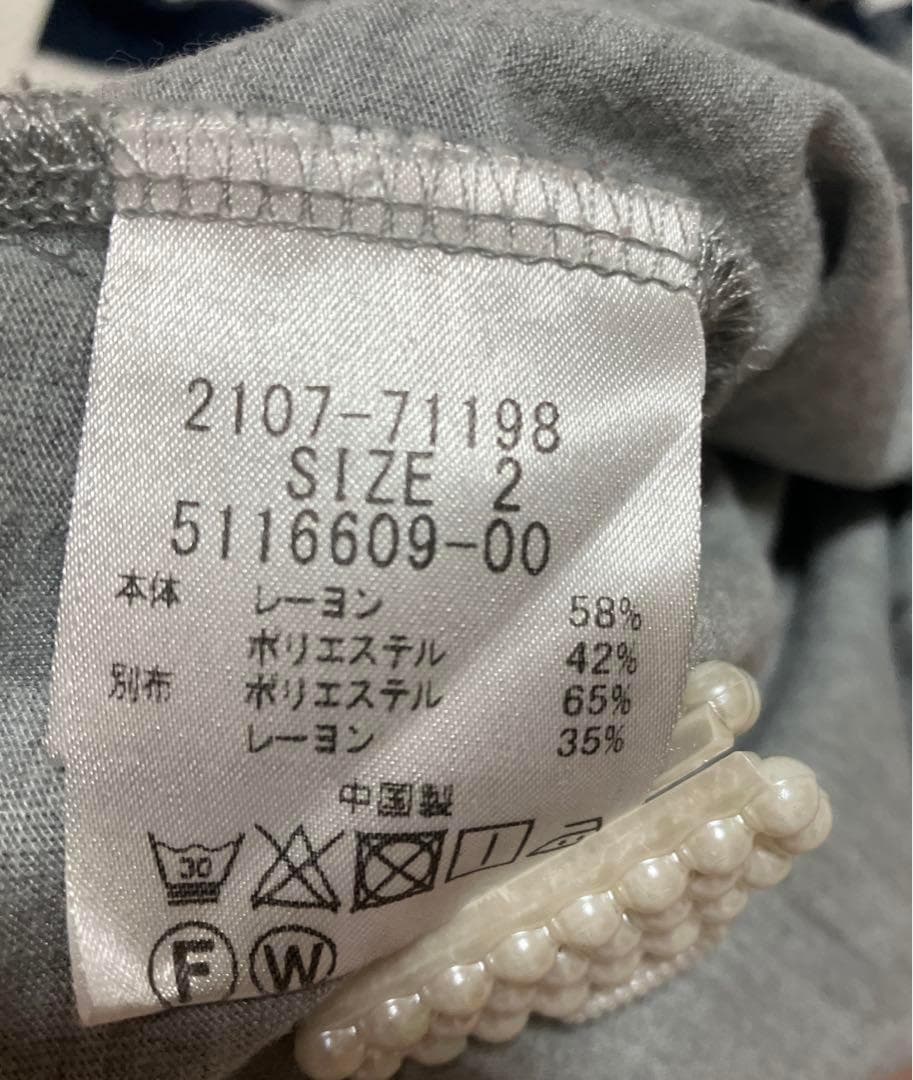 2107-71198
SIZE 2
5116609-00
本体 レーヨン 58%
ポリエステル 42%
別布 ポリエステル 65%
レーヨン 35%
中国製
30
F W